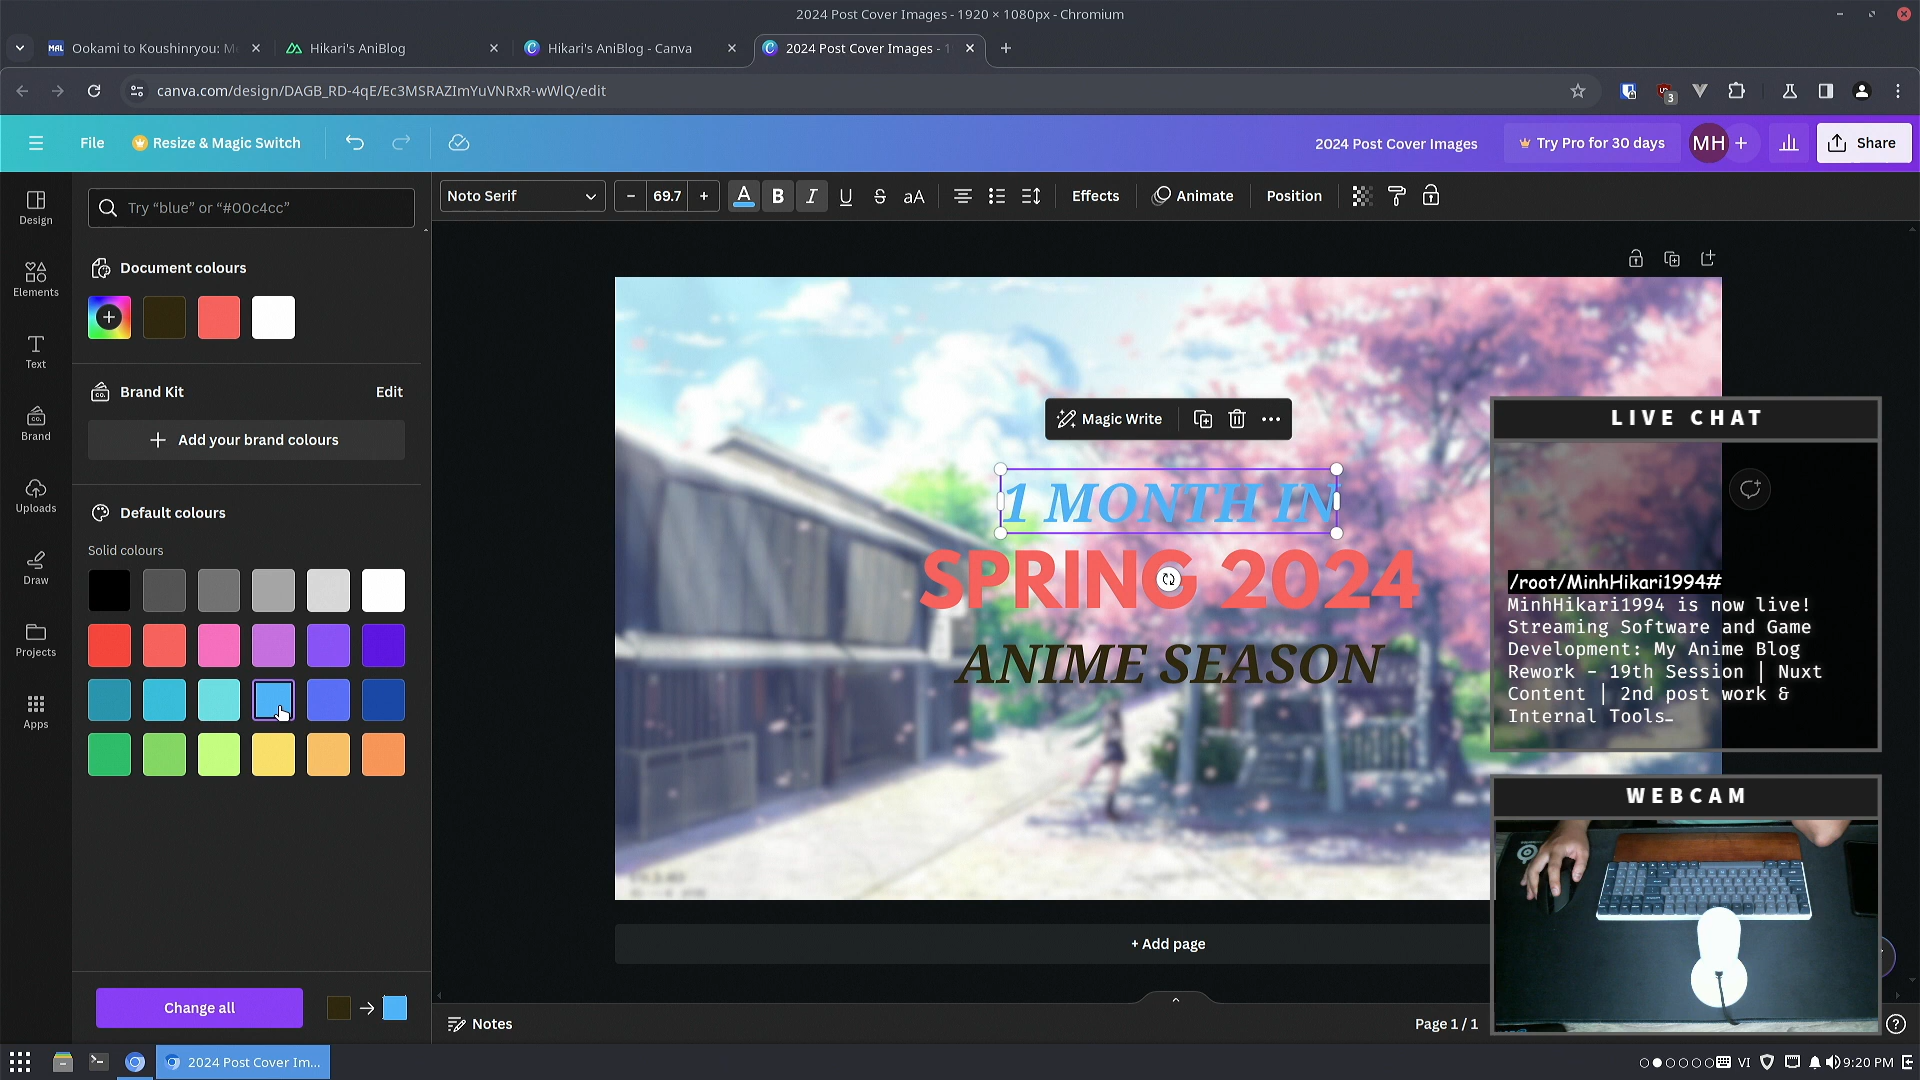 2024 Post Cover Images - 1920 × 1080px - Chromium
MAL Ookami to Koushinryou: M
Hikari's AniBlog
Hikari's AniBlog - Canva
2024 Post Cover Images - 1
canva.com/design/DAGB_RD-4qE/Ec3MSRAZImYuVNRxR-wWlQ/edit
3
File
Resize & Magic Switch
2024 Post Cover Images
Try Pro for 30 days
MH
Share
Try “blue” or “#00c4cc”
Noto Serif
– 69.7 +
A B I U S aA
Effects
Animate
Position
Design
Elements
Text
Brand
Uploads
Draw
Projects
Apps
Document colours
Brand Kit
Edit
Add your brand colours
Default colours
Solid colours
Change all
Magic Write
1 MONTH IN
SPRING 2024
ANIME SEASON
+ Add page
Notes
Page 1 / 1
LIVE CHAT
/root/MinhHikari1994#
MinhHikari1994 is now live!
Streaming Software and Game
Development: My Anime Blog
Rework - 19th Session | Nuxt
Content | 2nd post work &
Internal Tools_
WEBCAM
2024 Post Cover Im...
VI
9:20 PM